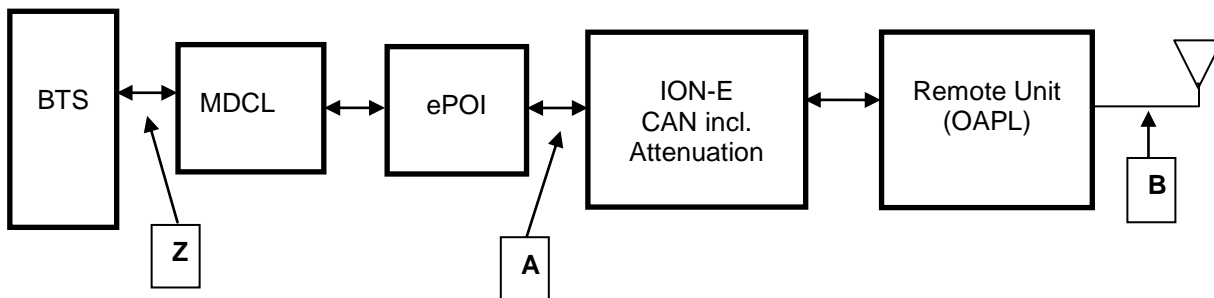 BTS
MDCL
ePOI
ION-E
CAN incl.
Attenuation
Remote Unit
(OAPL)
Z
A
B